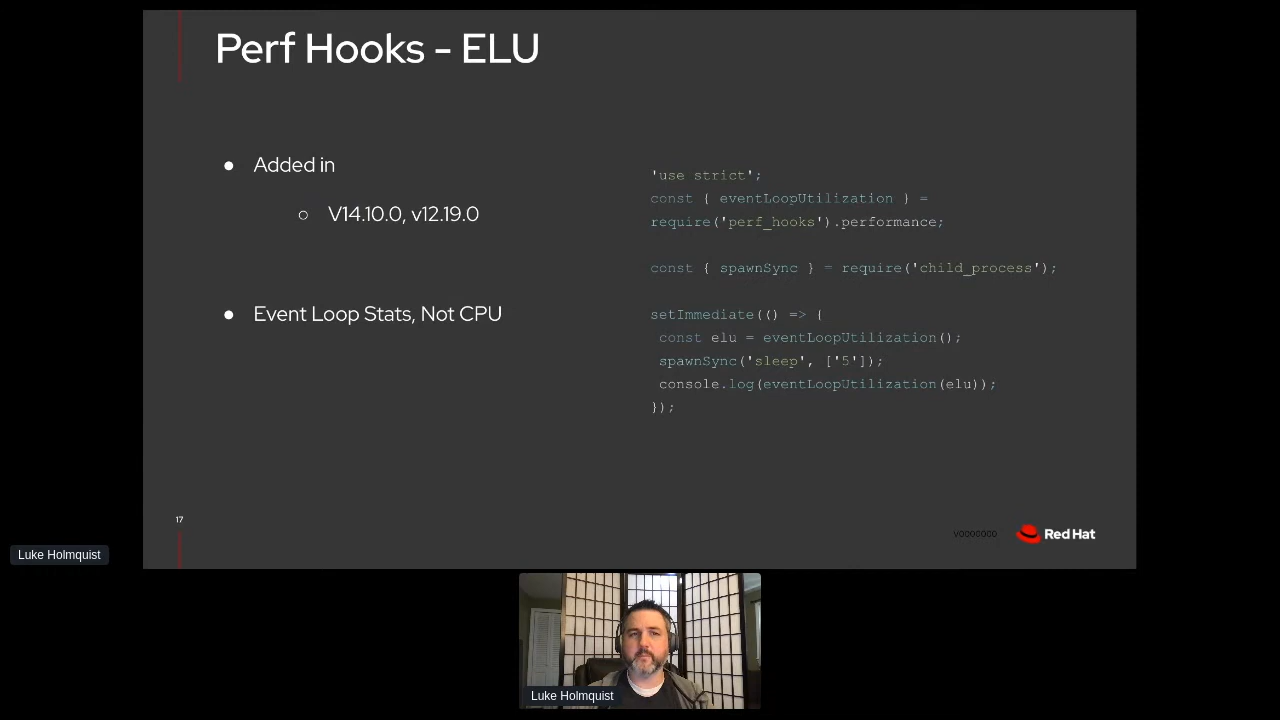 Perf Hooks - ELU
● Added in
○ V14.10.0, v12.19.0
● Event Loop Stats, Not CPU
'use strict';
const { eventLoopUtilization } =
require('perf_hooks').performance;
const { spawnSync } = require('child_process');
setImmediate(() => {
const elu = eventLoopUtilization();
spawnSync('sleep', ['5']);
console.log(eventLoopUtilization(elu));
});
17
V0000000
Red Hat
Luke Holmquist
Luke Holmquist